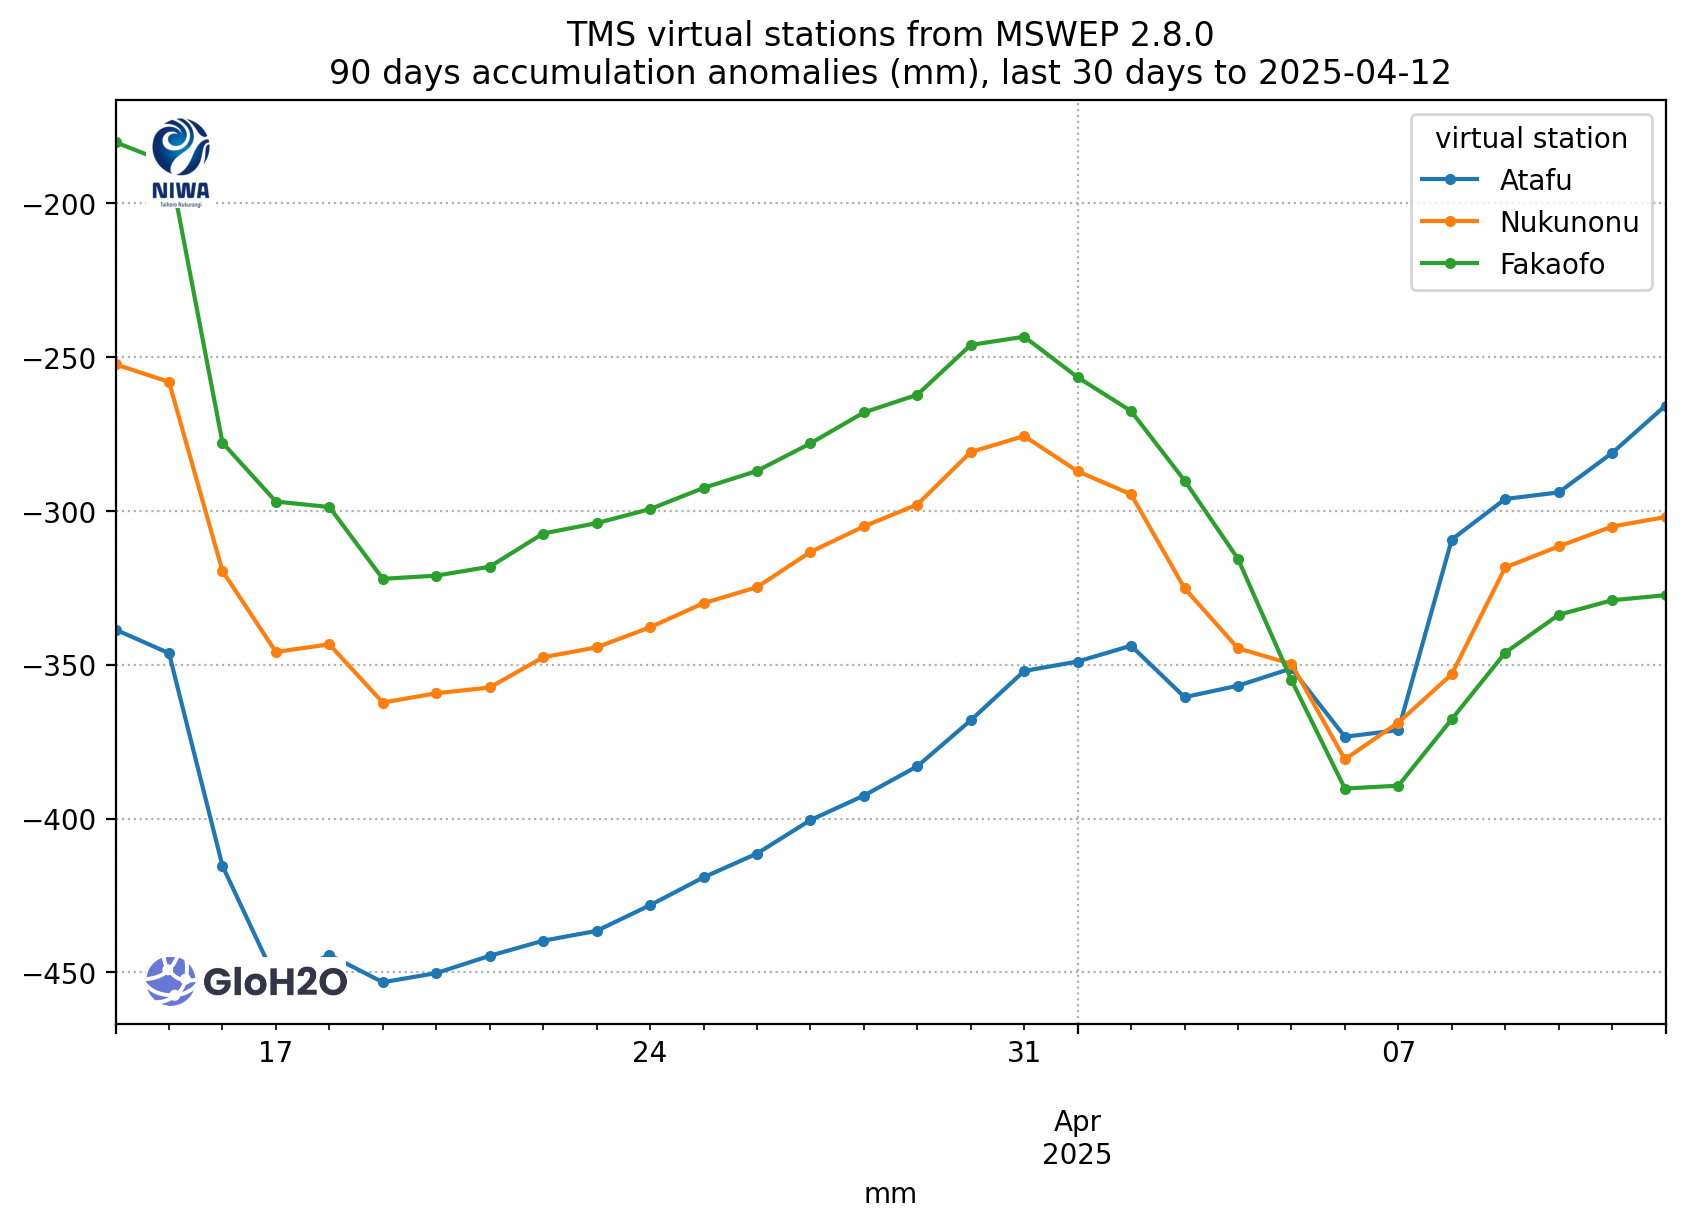 TMS virtual stations from MSWEP 2.8.0
90 days accumulation anomalies (mm), last 30 days to 2025-04-12
NIWA
Taihoro Nukurangi
virtual station
Atafu
Nukunonu
Fakaofo
−200
−250
−300
−350
−400
−450
GloH2O
17
24
31
07
Apr
2025
mm